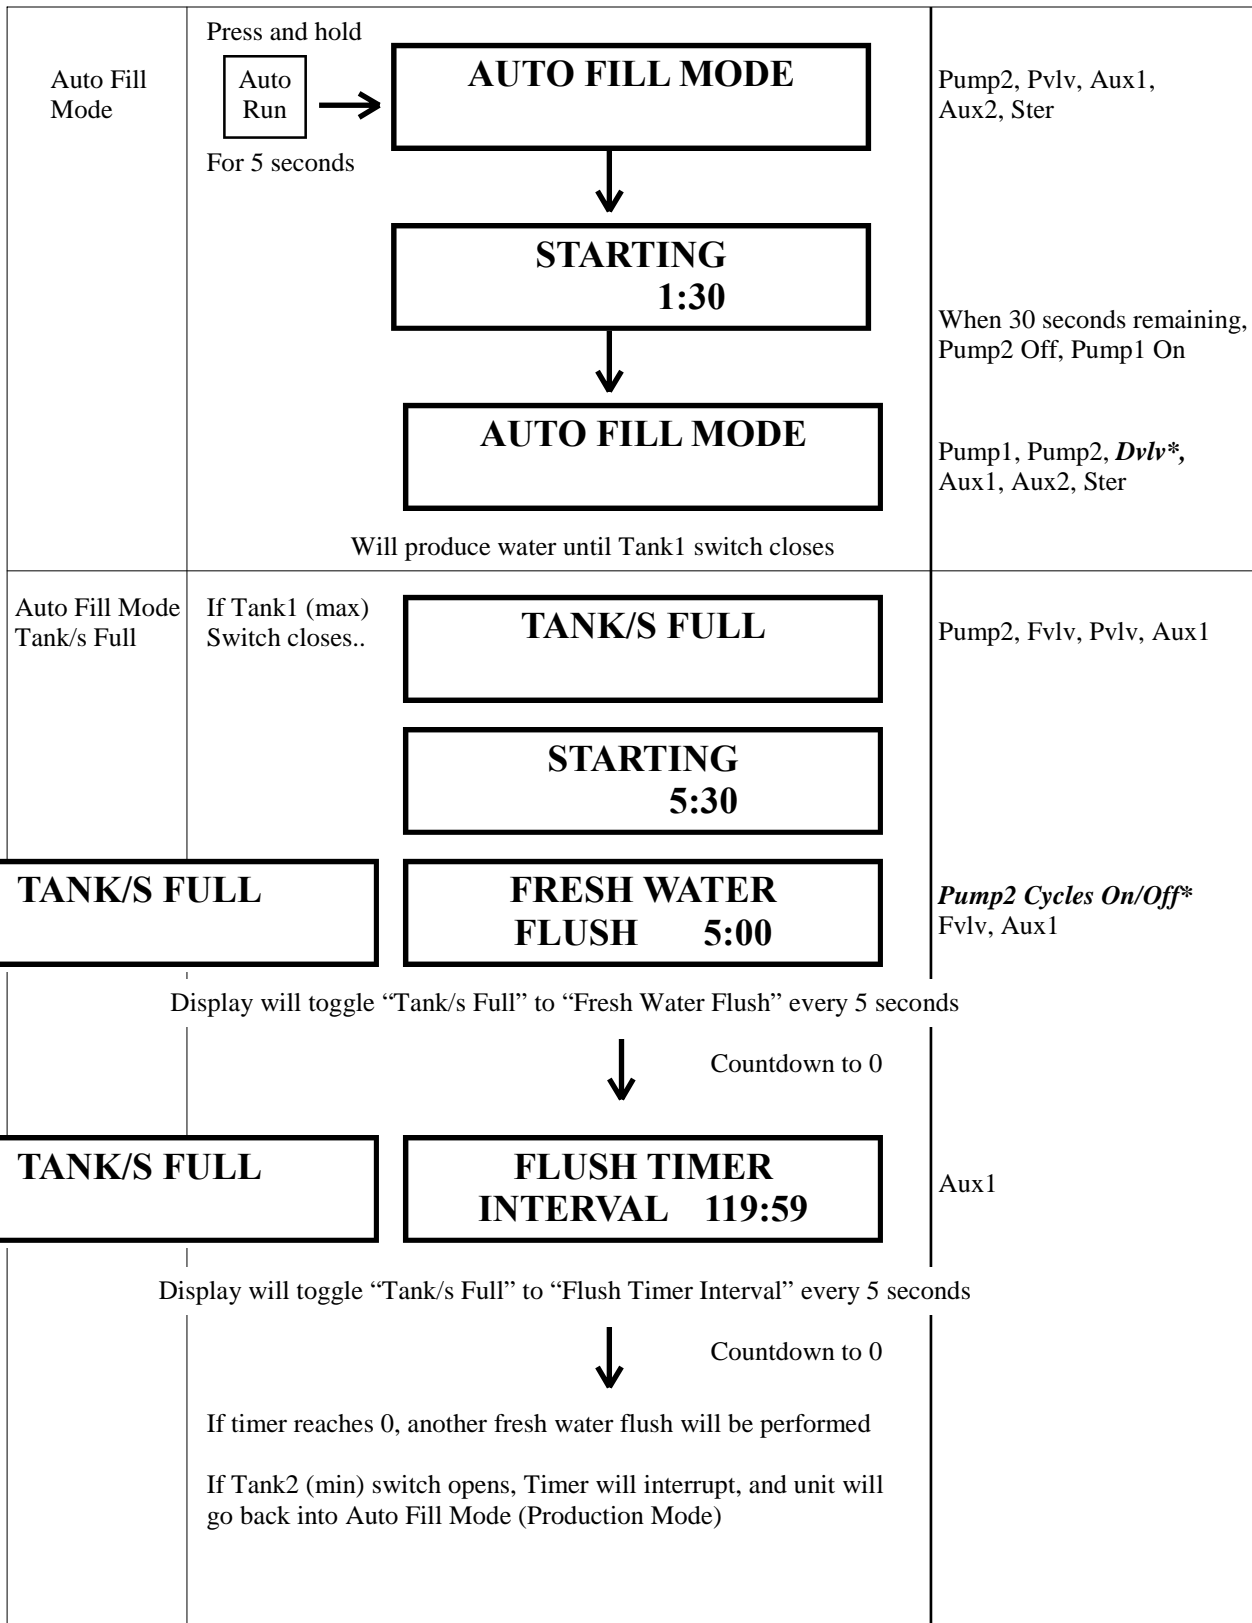 Press and hold
Auto Fill
Mode
Auto
Run
For 5 seconds
AUTO FILL MODE
Pump2, Pvlv, Aux1,
Aux2, Ster
STARTING
1:30
When 30 seconds remaining,
Pump2 Off, Pump1 On
AUTO FILL MODE
Pump1, Pump2, Dvlv*,
Aux1, Aux2, Ster
Will produce water until Tank1 switch closes
Auto Fill Mode
Tank/s Full
If Tank1 (max)
Switch closes..
TANK/S FULL
Pump2, Fvlv, Pvlv, Aux1
STARTING
5:30
TANK/S FULL
FRESH WATER
FLUSH 5:00
Pump2 Cycles On/Off*
Fvlv, Aux1
Display will toggle “Tank/s Full” to “Fresh Water Flush” every 5 seconds
Countdown to 0
TANK/S FULL
FLUSH TIMER
INTERVAL 119:59
Aux1
Display will toggle “Tank/s Full” to “Flush Timer Interval” every 5 seconds
Countdown to 0
If timer reaches 0, another fresh water flush will be performed
If Tank2 (min) switch opens, Timer will interrupt, and unit will
go back into Auto Fill Mode (Production Mode)